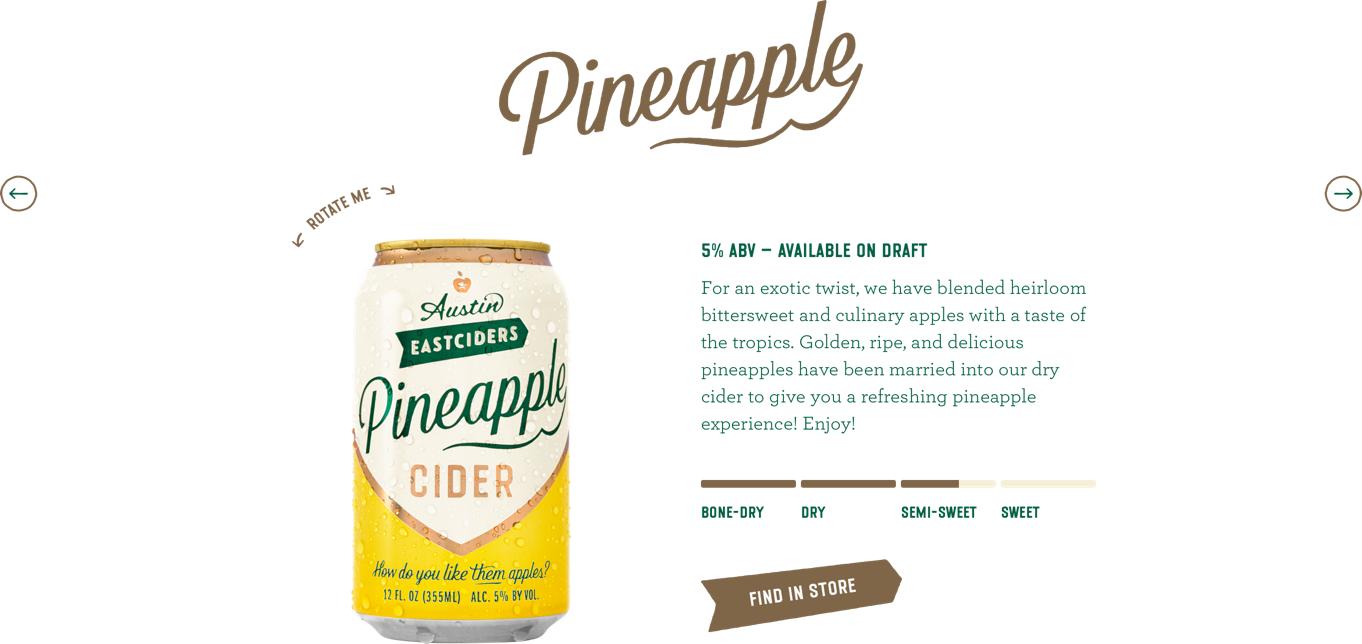 Pineapple
ROTATE ME
Austin
EASTCIDERS
Pineapple
CIDER
How do you like them apples?
12 FL. OZ (355ML) ALC. 5% BY VOL.
5% ABV – AVAILABLE ON DRAFT
For an exotic twist, we have blended heirloom
bittersweet and culinary apples with a taste of
the tropics. Golden, ripe, and delicious
pineapples have been married into our dry
cider to give you a refreshing pineapple
experience! Enjoy!
BONE-DRY DRY SEMI-SWEET SWEET
FIND IN STORE